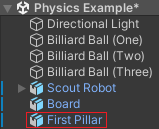 Physics Example*
Directional Light
Billiard Ball (One)
Billiard Ball (Two)
Billiard Ball (Three)
Scout Robot
Board
First Pillar